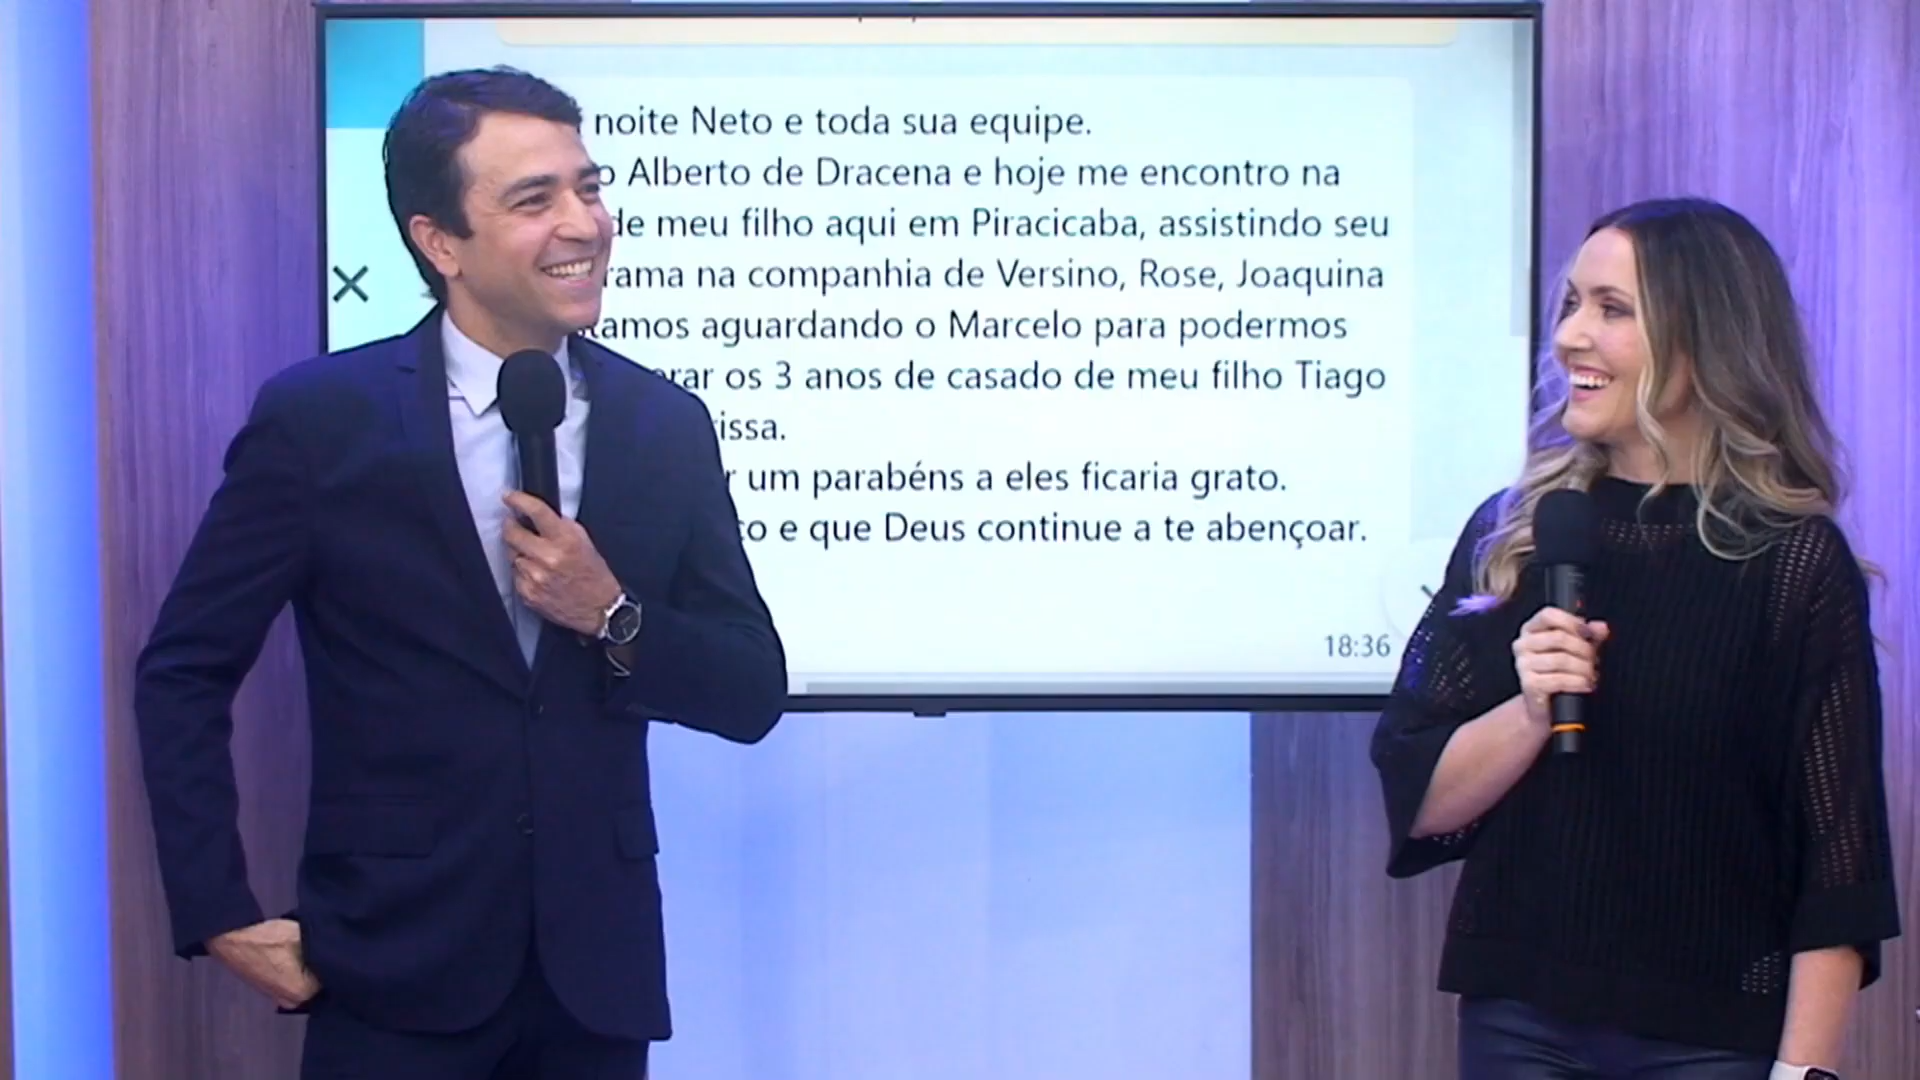 noite Neto e toda sua equipe.
Alberto de Dracena e hoje me encontro na
de meu filho aqui em Piracicaba, assistindo seu
rama na companhia de Versino, Rose, Joaquina
tamos aguardando o Marcelo para podermos
rar os 3 anos de casado de meu filho Tiago
rissa.
um parabéns a eles ficaria grato.
e que Deus continue a te abençoar.
18:36